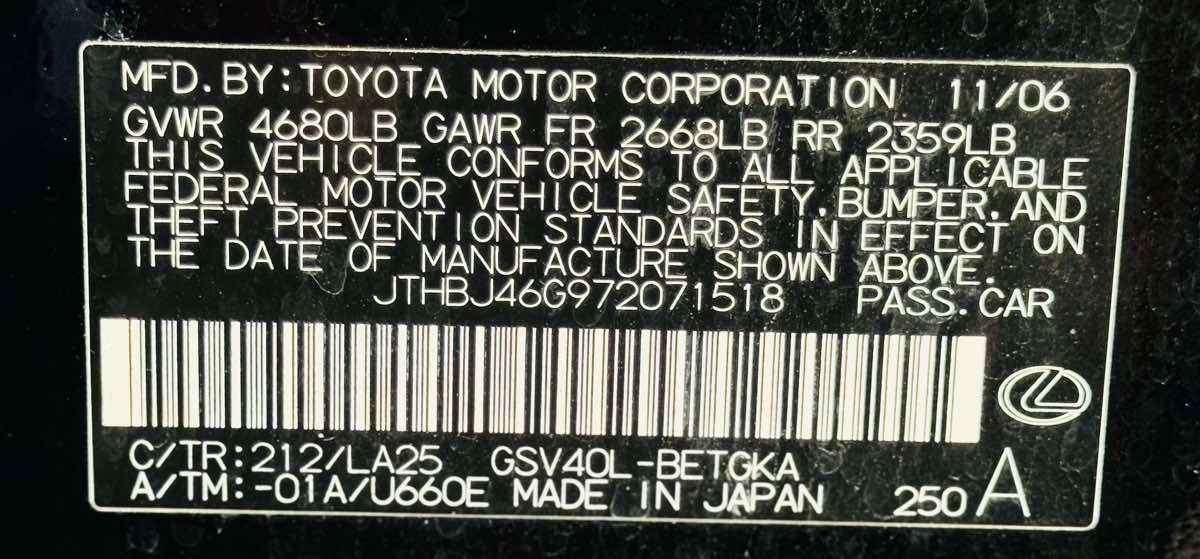 MFD. BY: TOYOTA MOTOR CORPORATION 11/06
GVWR 4680LB GAWR FR 2668LB RR 2359LB
THIS VEHICLE CONFORMS TO ALL APPLICABLE
FEDERAL MOTOR VEHICLE SAFETY, BUMPER, AND
THEFT PREVENTION STANDARDS IN EFFECT ON
THE DATE OF MANUFACTURE SHOWN ABOVE.
JTHBJ46G972071518 PASS. CAR
C/TR: 212/LA25 GSV40L-BETGKA
A/TM: -01A/U660E MADE IN JAPAN 250 A